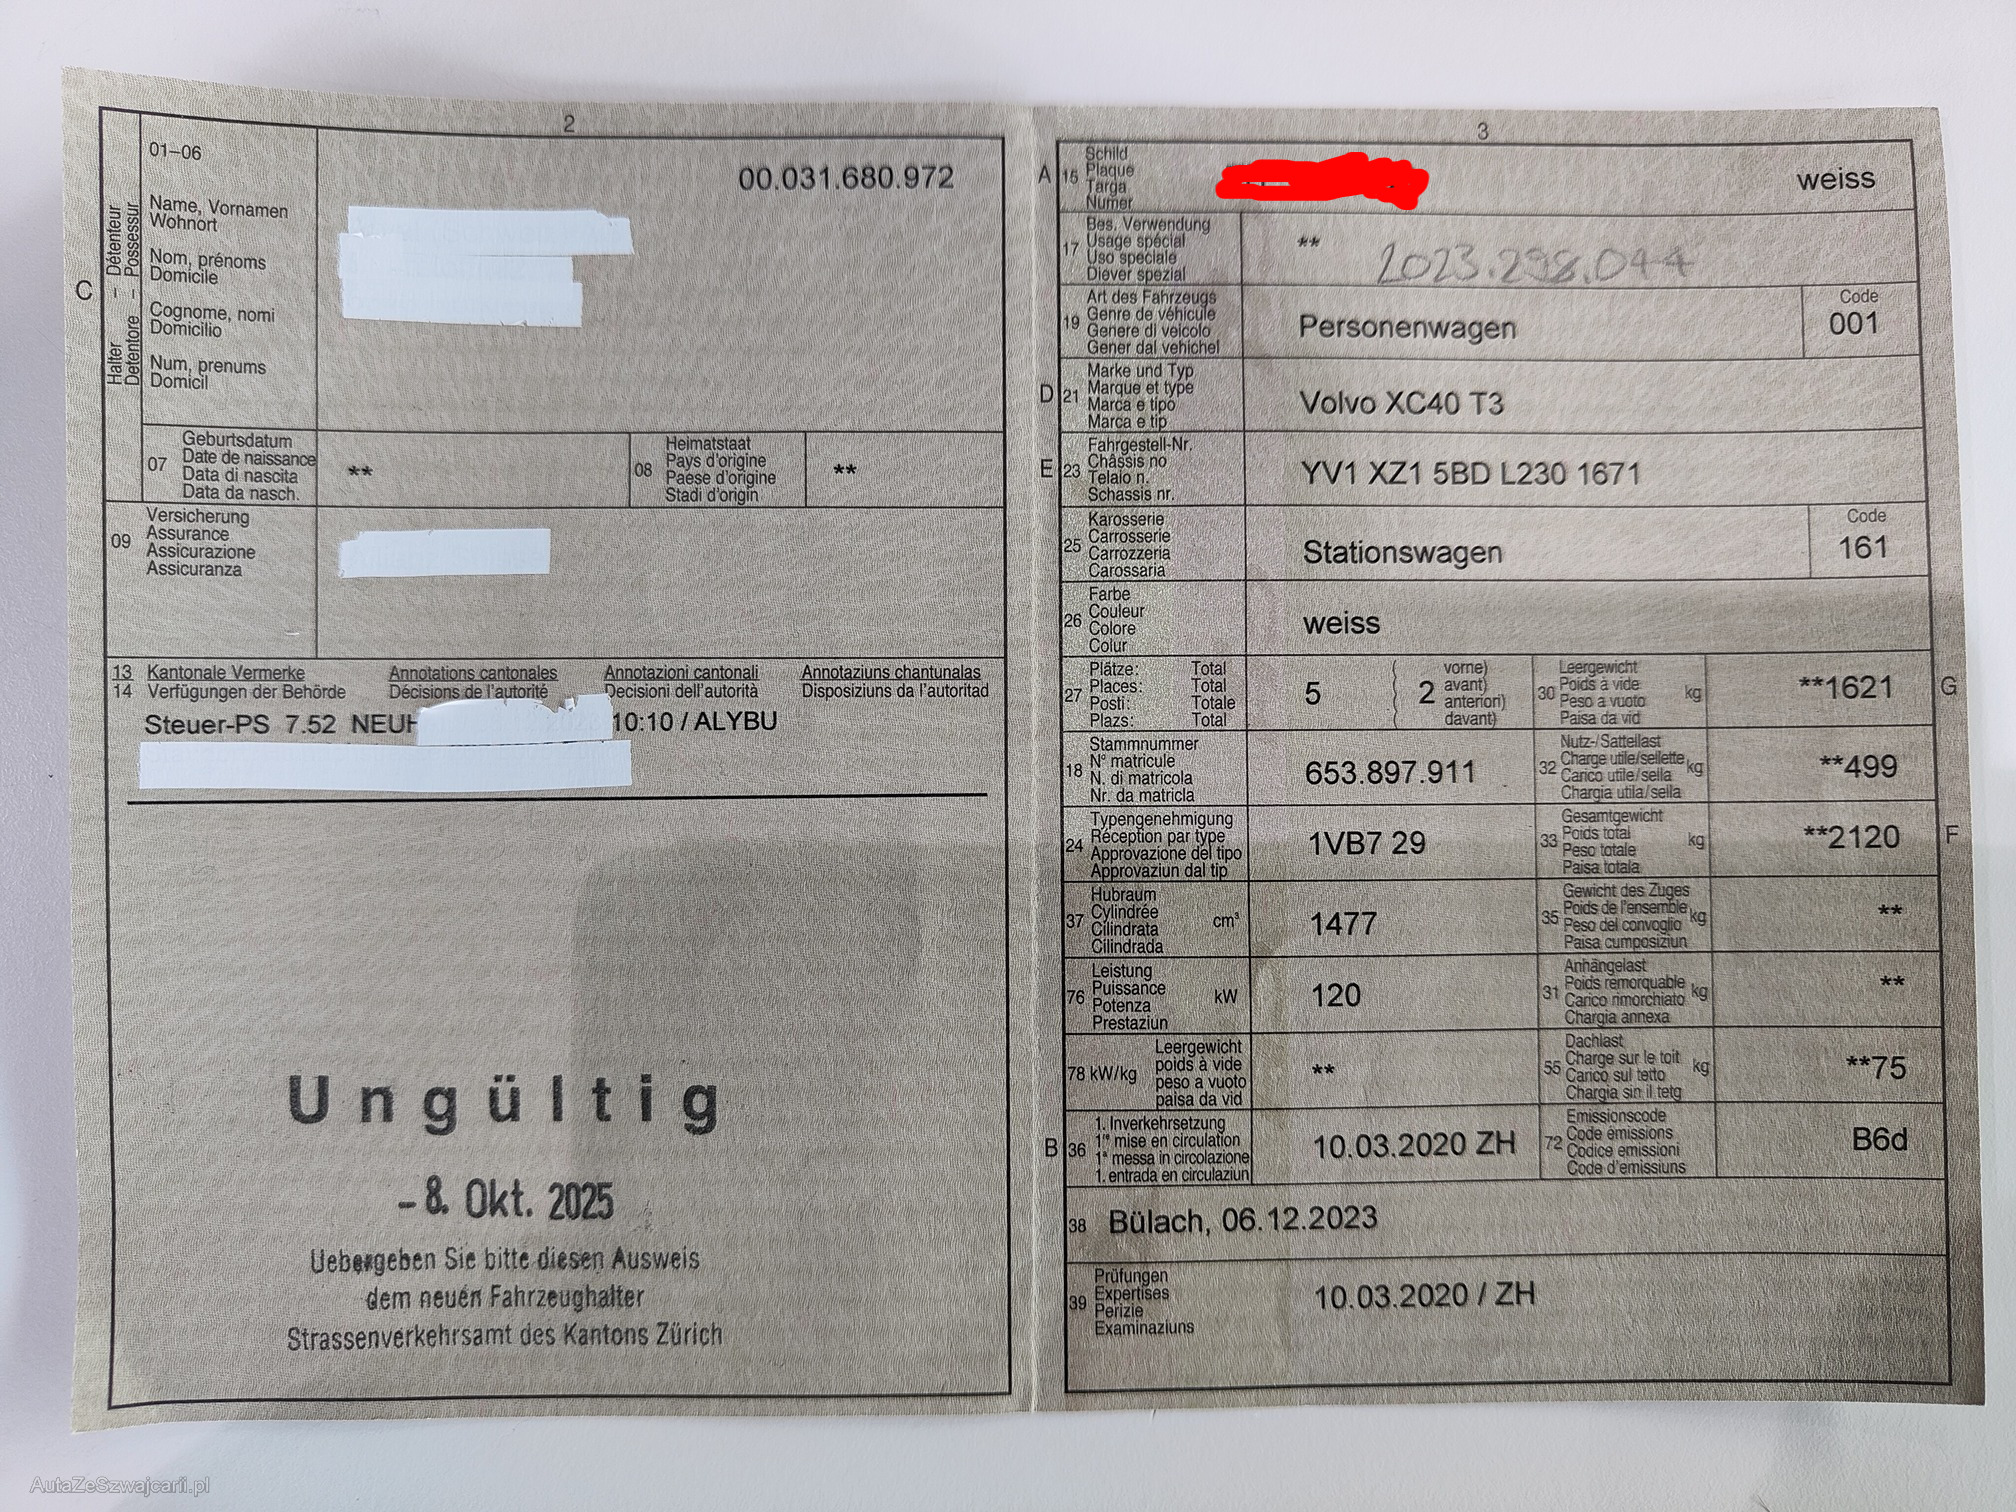 2
01–06
00.031.680.972
Halter – Détenteur
Detentore – Possessur
C
Name, Vornamen
Wohnort
Nom, prénoms
Domicile
Cognome, nomi
Domicilio
Num, prenums
Domicil
07
Geburtsdatum
Date de naissance
Data di nascita
Data da nasch.
**
08
Heimatstaat
Pays d'origine
Paese d'origine
Stadi d'origin
**
09
Versicherung
Assurance
Assicurazione
Assicuranza
13 Kantonale Vermerke Annotations cantonales Annotazioni cantonali Annotaziuns chantunalas
14 Verfügungen der Behörde Décisions de l'autorité Decisioni dell'autorità Disposiziuns da l'autoritad
Steuer-PS 7.52 NEUH 10:10 / ALYBU
Ungültig
–8. Okt. 2025
Uebergeben Sie bitte diesen Ausweis
dem neuen Fahrzeughalter
Strassenverkehrsamt des Kantons Zürich
3
A 15
Schild
Plaque
Targa
Numer
weiss
17
Bes. Verwendung
Usage spécial
Uso speciale
Diever spezial
** 2023.298.044
19
Art des Fahrzeugs
Genre de véhicule
Genere di veicolo
Gener dal vehichel
Personenwagen
Code
001
D 21
Marke und Typ
Marque et type
Marca e tipo
Marca e tip
Volvo XC40 T3
E 23
Fahrgestell-Nr.
Châssis no
Telaio n.
Schassis nr.
YV1 XZ1 5BD L230 1671
25
Karosserie
Carrosserie
Carrozzeria
Carossaria
Stationswagen
Code
161
26
Farbe
Couleur
Colore
Colur
weiss
27
Plätze: Total
Places: Total
Posti: Totale
Plazs: Total
5
2
vorne)
avant)
anteriori)
davant)
30
Leergewicht
Poids à vide
Peso a vuoto
Paisa da vid
kg
**1621
G
18
Stammnummer
N° matricule
N. di matricola
Nr. da matricla
653.897.911
32
Nutz-/Sattellast
Charge utile/sellette
Carico utile/sella
Chargia utila/sella
kg
**499
24
Typengenehmigung
Réception par type
Approvazione del tipo
Approvaziun dal tip
1VB7 29
33
Gesamtgewicht
Poids total
Peso totale
Paisa totala
kg
**2120
F
37
Hubraum
Cylindrée
Cilindrata
Cilindrada
cm³
1477
35
Gewicht des Zuges
Poids de l'ensemble
Peso del convoglio
Paisa cumposiziun
kg
**
76
Leistung
Puissance
Potenza
Prestaziun
kW
120
31
Anhängelast
Poids remorquable
Carico rimorchiato
Chargia annexa
kg
**
78 kW/kg
Leergewicht
poids à vide
peso a vuoto
paisa da vid
**
55
Dachlast
Charge sur le toit
Carico sul tetto
Chargia sin il tetg
kg
**75
B 36
1. Inverkehrsetzung
1re mise en circulation
1a messa in circolazione
1. entrada en circulaziun
10.03.2020 ZH
72
Emissionscode
Code émissions
Codice emissioni
Code d'emissiuns
B6d
38 Bülach, 06.12.2023
39
Prüfungen
Expertises
Perizie
Examinaziuns
10.03.2020 / ZH
AutaZeSzwajcarii.pl